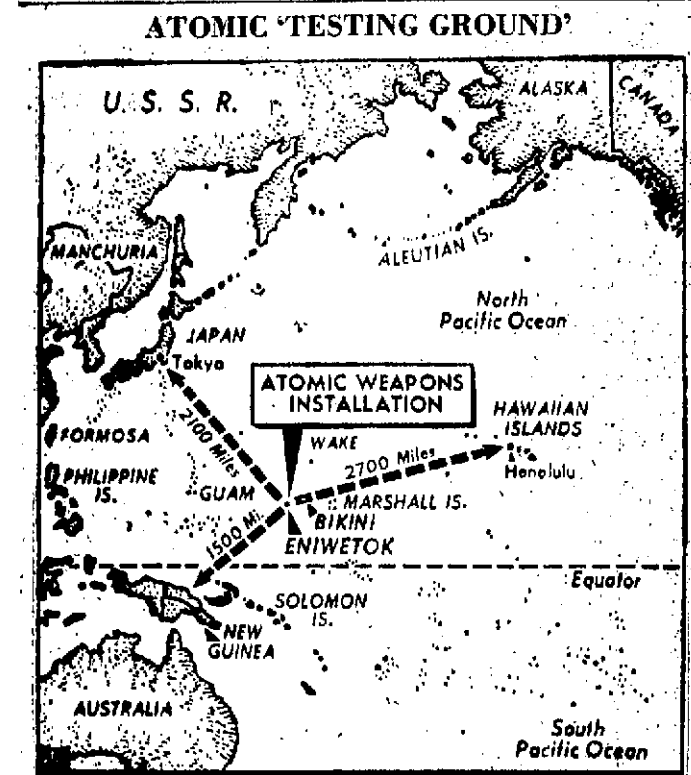 ATOMIC 'TESTING GROUND'
U. S. S. R.
ALASKA
CANADA
MANCHURIA
ALEUTIAN IS.
North
Pacific Ocean
JAPAN
Tokyo
ATOMIC WEAPONS
INSTALLATION
HAWAIIAN
ISLANDS
FORMOSA
2100 Miles
WAKE
2700 Miles
Honolulu
PHILIPPINE
IS.
GUAM
MARSHALL IS.
BIKINI
1500 Mi.
ENIWETOK
Equator
SOLOMON
IS.
NEW
GUINEA
AUSTRALIA
South
Pacific Ocean